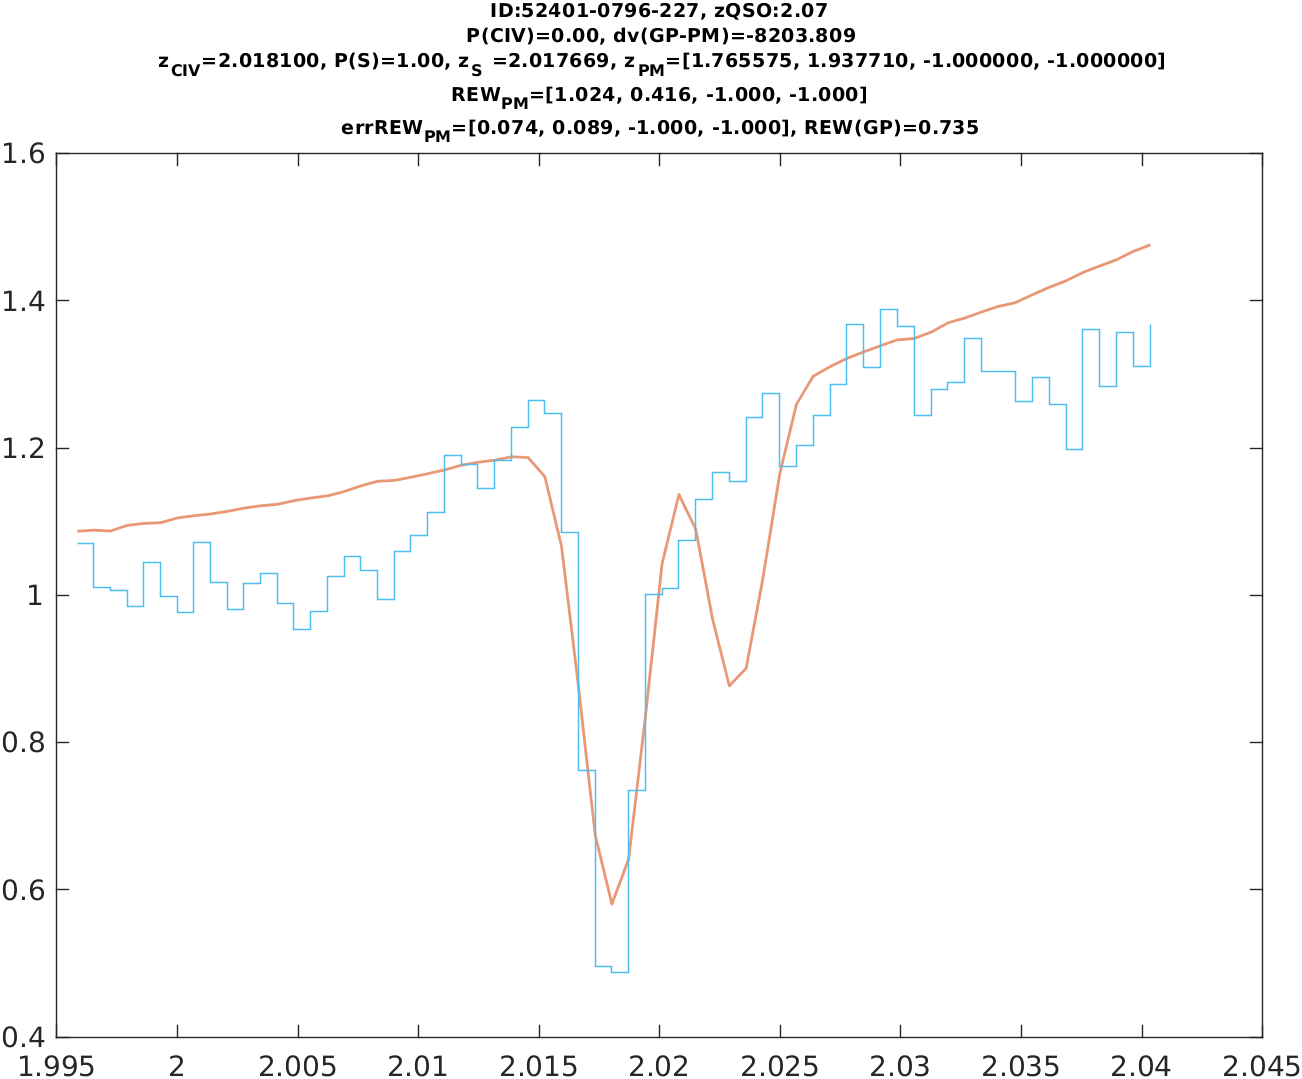 ID:52401-0796-227, zQSO:2.07
P(CIV)=0.00, dv(GP-PM)=-8203.809
zCIV=2.018100, P(S)=1.00, zS =2.017669, zPM=[1.765575, 1.937710, -1.000000, -1.000000]
REWPM=[1.024, 0.416, -1.000, -1.000]
errREWPM=[0.074, 0.089, -1.000, -1.000], REW(GP)=0.735
1.6
1.4
1.2
1
0.8
0.6
0.4
1.995 2 2.005 2.01 2.015 2.02 2.025 2.03 2.035 2.04 2.045